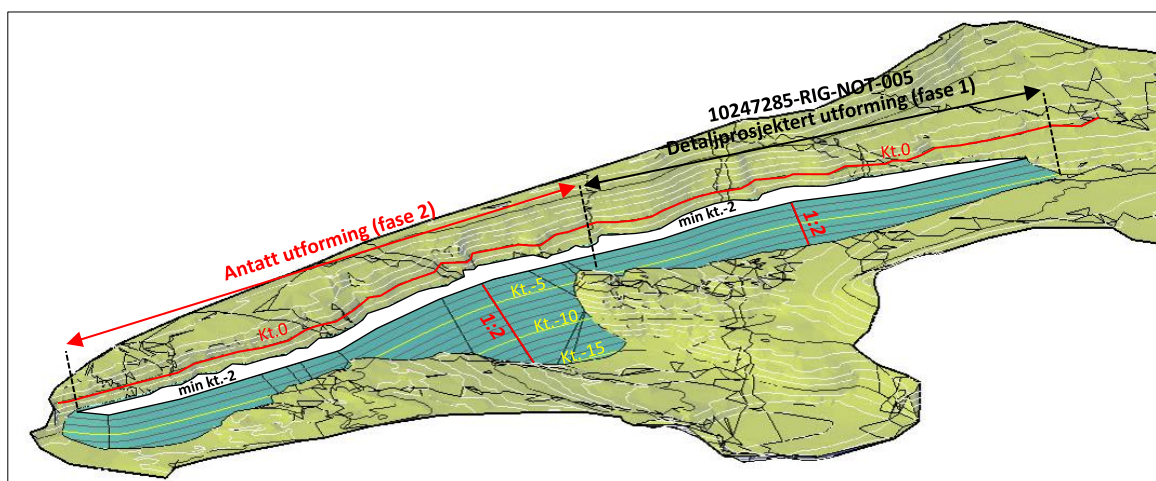 10247285-RIG-NOT-005
Detaljprosjektert utforming (fase 1)
Kt.0
Antatt utforming (fase 2)
min kt.-2
1:2
Kt.-5
Kt.0
1:2
Kt.-10
Kt.-15
min kt.-2